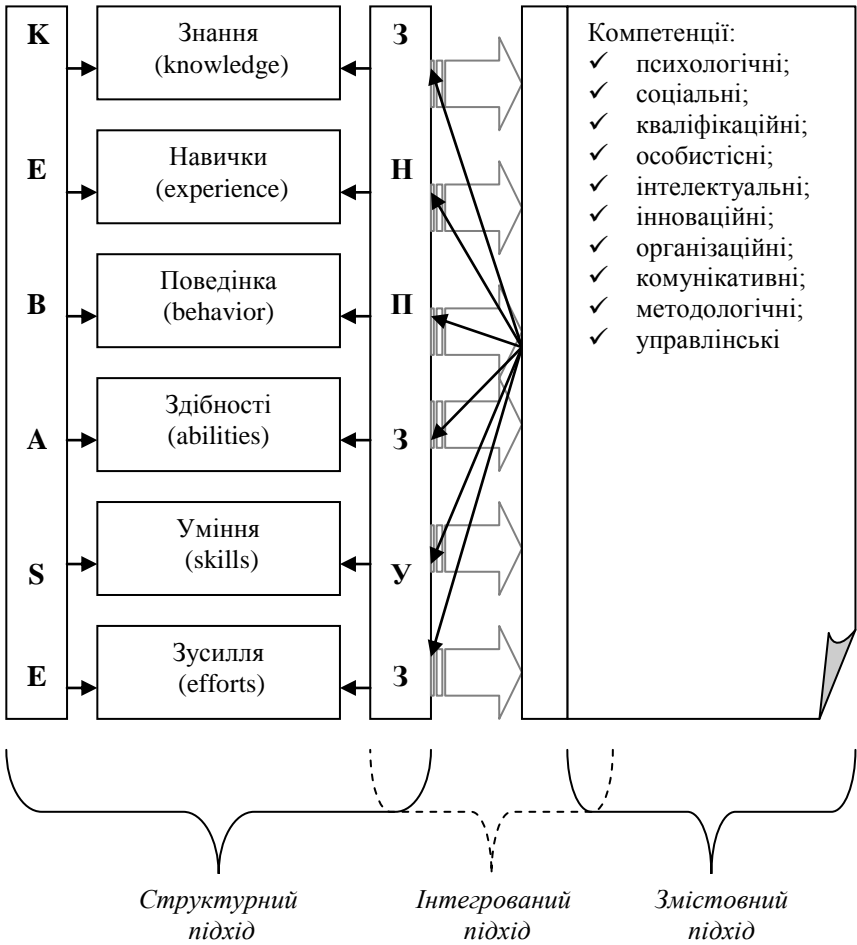 K
Знання
(knowledge)
З
E
Навички
(experience)
Н
B
Поведінка
(behavior)
П
A
Здібності
(abilities)
З
S
Уміння
(skills)
У
E
Зусилля
(efforts)
З
Компетенції:
✓ психологічні;
✓ соціальні;
✓ кваліфікаційні;
✓ особистісні;
✓ інтелектуальні;
✓ інноваційні;
✓ організаційні;
✓ комунікативні;
✓ методологічні;
✓ управлінські
Структурний
підхід
Інтегрований
підхід
Змістовний
підхід